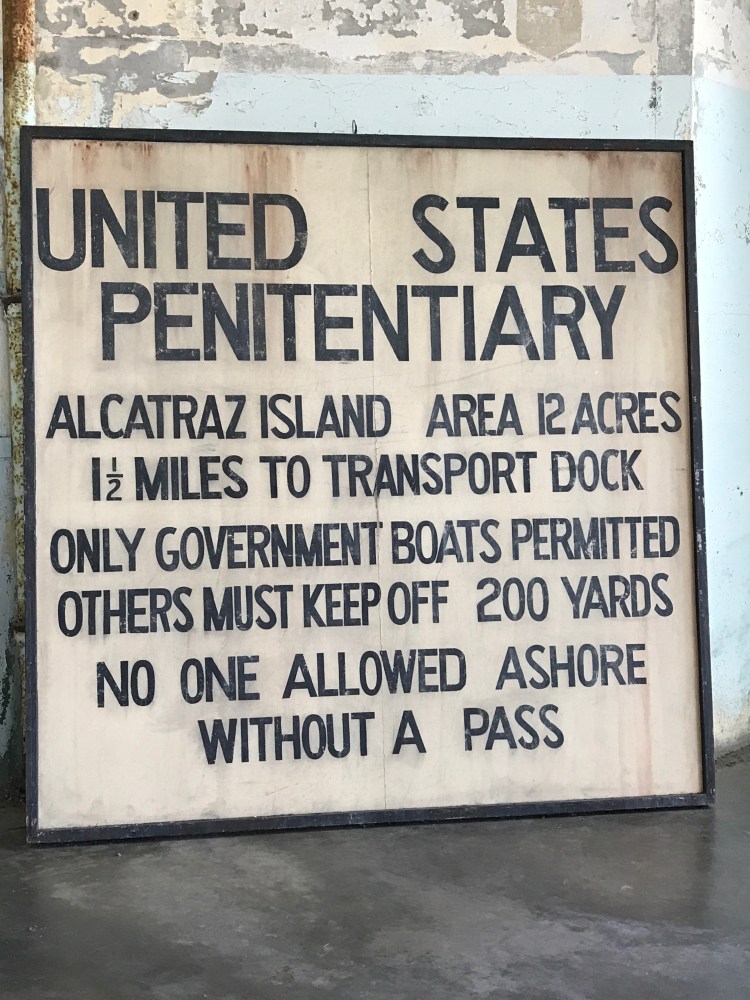 UNITED STATES
PENITENTIARY
ALCATRAZ ISLAND AREA 12 ACRES
1½ MILES TO TRANSPORT DOCK
ONLY GOVERNMENT BOATS PERMITTED
OTHERS MUST KEEP OFF 200 YARDS
NO ONE ALLOWED ASHORE
WITHOUT A PASS